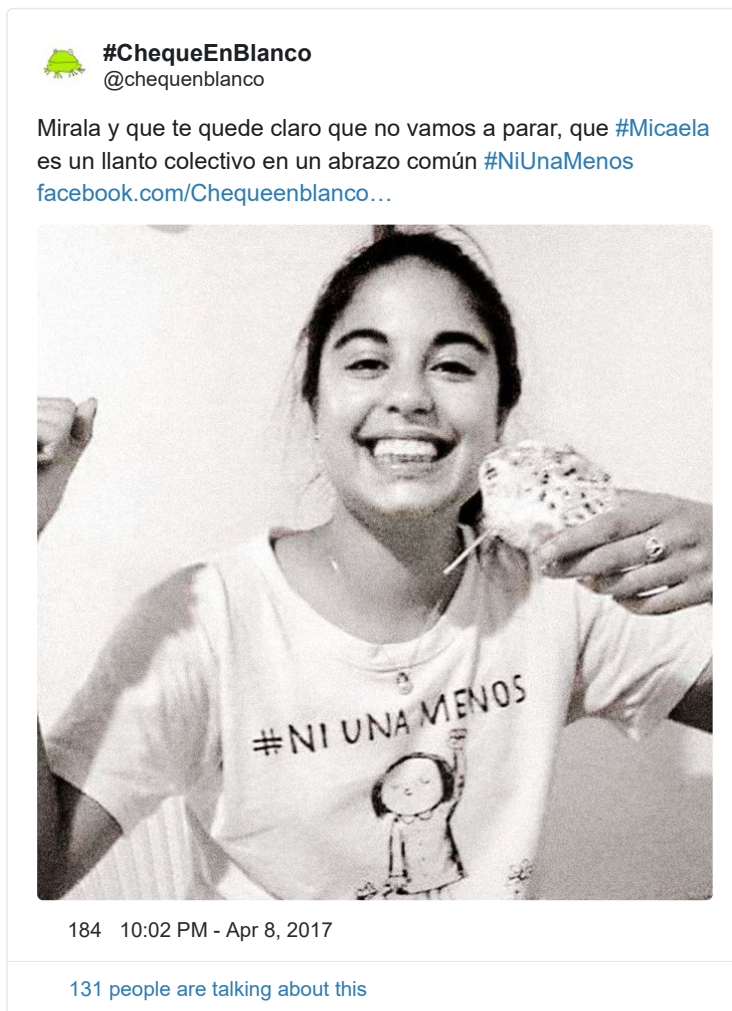 #ChequeEnBlanco
@chequenblanco
Mirala y que te quede claro que no vamos a parar, que #Micaela
es un llanto colectivo en un abrazo común #NiUnaMenos
facebook.com/Chequeenblanco…
#NI UNA MENOS
184 10:02 PM - Apr 8, 2017
131 people are talking about this